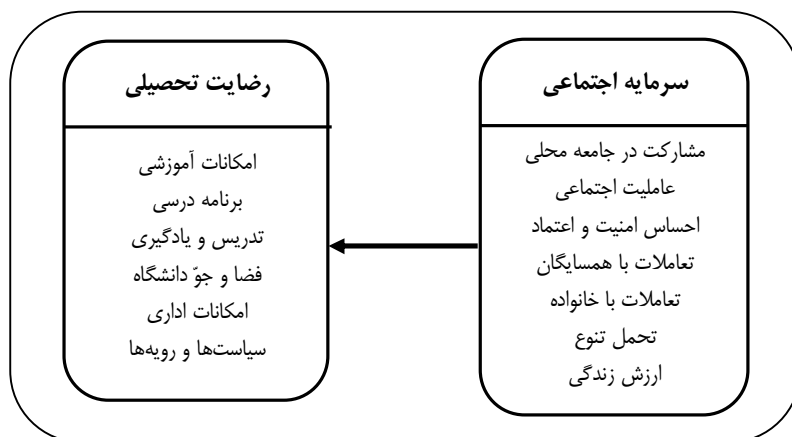 سرمایه اجتماعی
مشارکت در جامعه محلی
عاملیت اجتماعی
احساس امنیت و اعتماد
تعاملات با همسایگان
تعاملات با خانواده
تحمل تنوع
ارزش زندگی
رضایت تحصیلی
امکانات آموزشی
برنامه درسی
تدریس و یادگیری
فضا و جوّ دانشگاه
امکانات اداری
سیاست‌ها و رویه‌ها